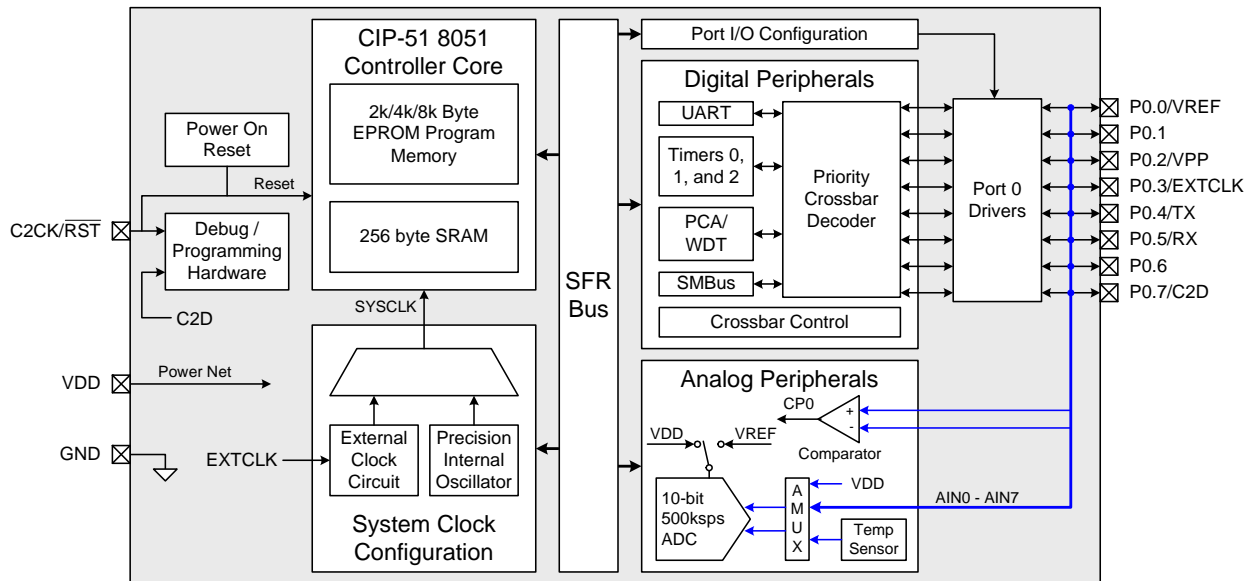 CIP-51 8051
Controller Core
2k/4k/8k Byte
EPROM Program
Memory
256 byte SRAM
Power On
Reset
Reset
C2CK/RST
Debug /
Programming
Hardware
C2D
VDD
Power Net
GND
SYSCLK
EXTCLK
External
Clock
Circuit
Precision
Internal
Oscillator
System Clock
Configuration
SFR
Bus
Port I/O Configuration
Digital Peripherals
UART
Timers 0,
1, and 2
PCA/
WDT
SMBus
Priority
Crossbar
Decoder
Crossbar Control
Port 0
Drivers
P0.0/VREF
P0.1
P0.2/VPP
P0.3/EXTCLK
P0.4/TX
P0.5/RX
P0.6
P0.7/C2D
Analog Peripherals
CP0
+
-
Comparator
VDD
VREF
10-bit
500ksps
ADC
A
M
U
X
VDD
AIN0 - AIN7
Temp
Sensor